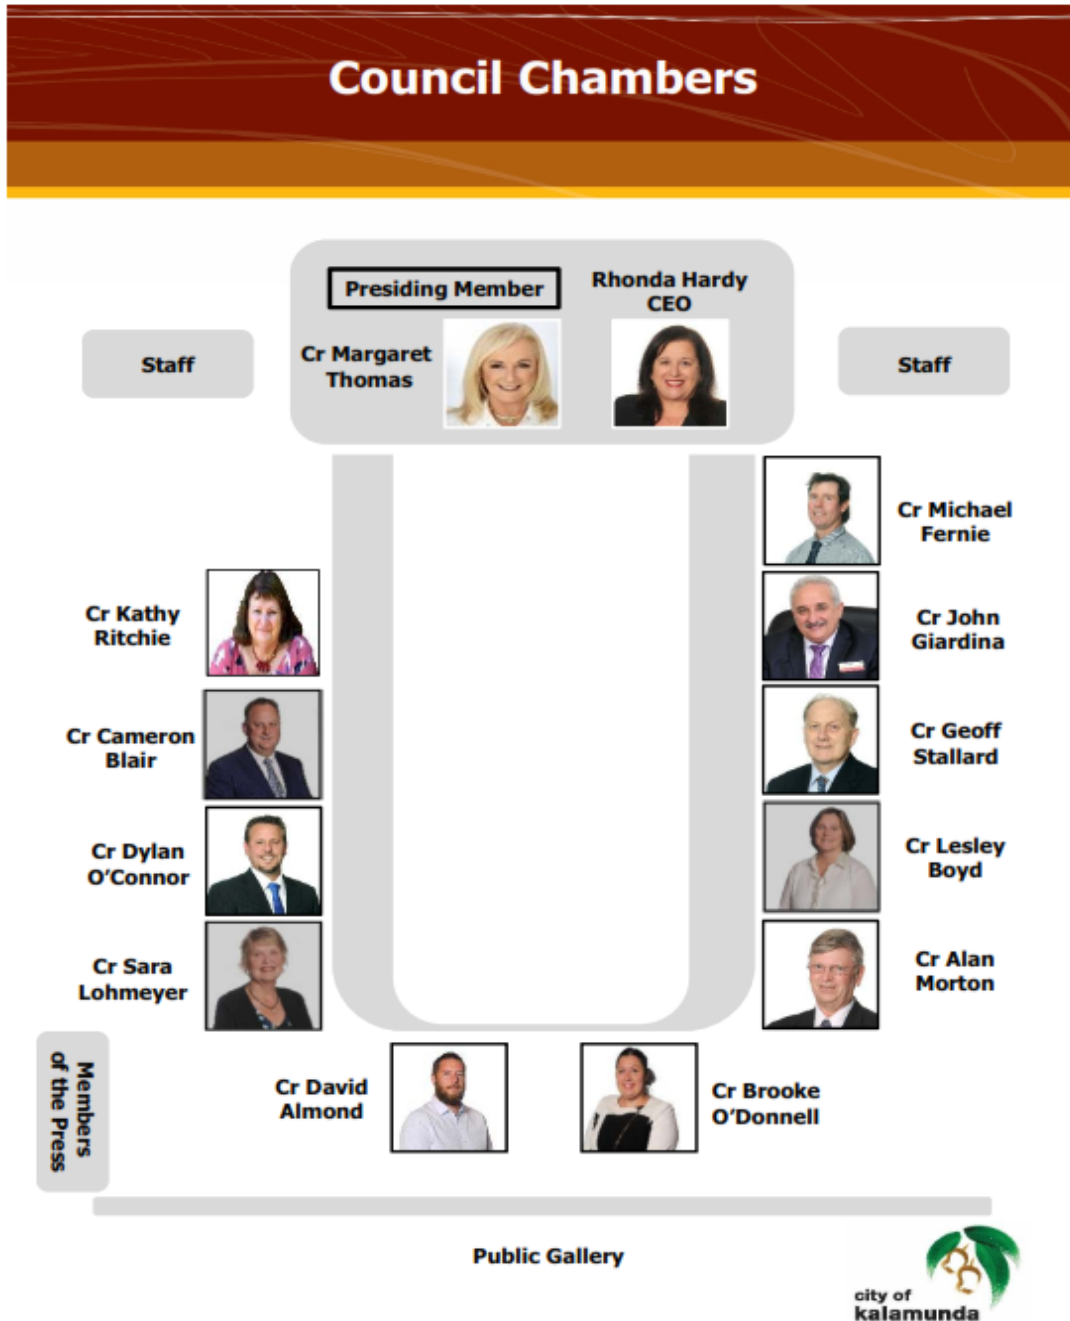 Council Chambers
Presiding Member
Rhonda Hardy
CEO
Cr Margaret
Thomas
Staff
Staff
Cr Michael
Fernie
Cr Kathy
Ritchie
Cr John
Giardina
Cr Cameron
Blair
Cr Geoff
Stallard
Cr Dylan
O'Connor
Cr Lesley
Boyd
Cr Sara
Lohmeyer
Cr Alan
Morton
Members
of the Press
Cr David
Almond
Cr Brooke
O'Donnell
Public Gallery
city of
kalamunda